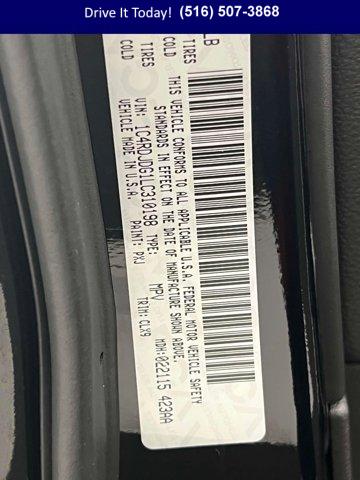 Drive It Today! (516) 507-3868
LB
TIRES
COLD
TIRES
COLD
THIS VEHICLE CONFORMS TO ALL APPLICABLE U.S.A. FEDERAL MOTOR VEHICLE SAFETY
STANDARDS IN EFFECT ON THE DATE OF MANUFACTURE SHOWN ABOVE.
VIN: 1C4RDJDG1LC310198 TYPE: MPV MDH:022115 423AA
VEHICLE MADE IN U.S.A. PAINT: PXJ TRIM: CLX9